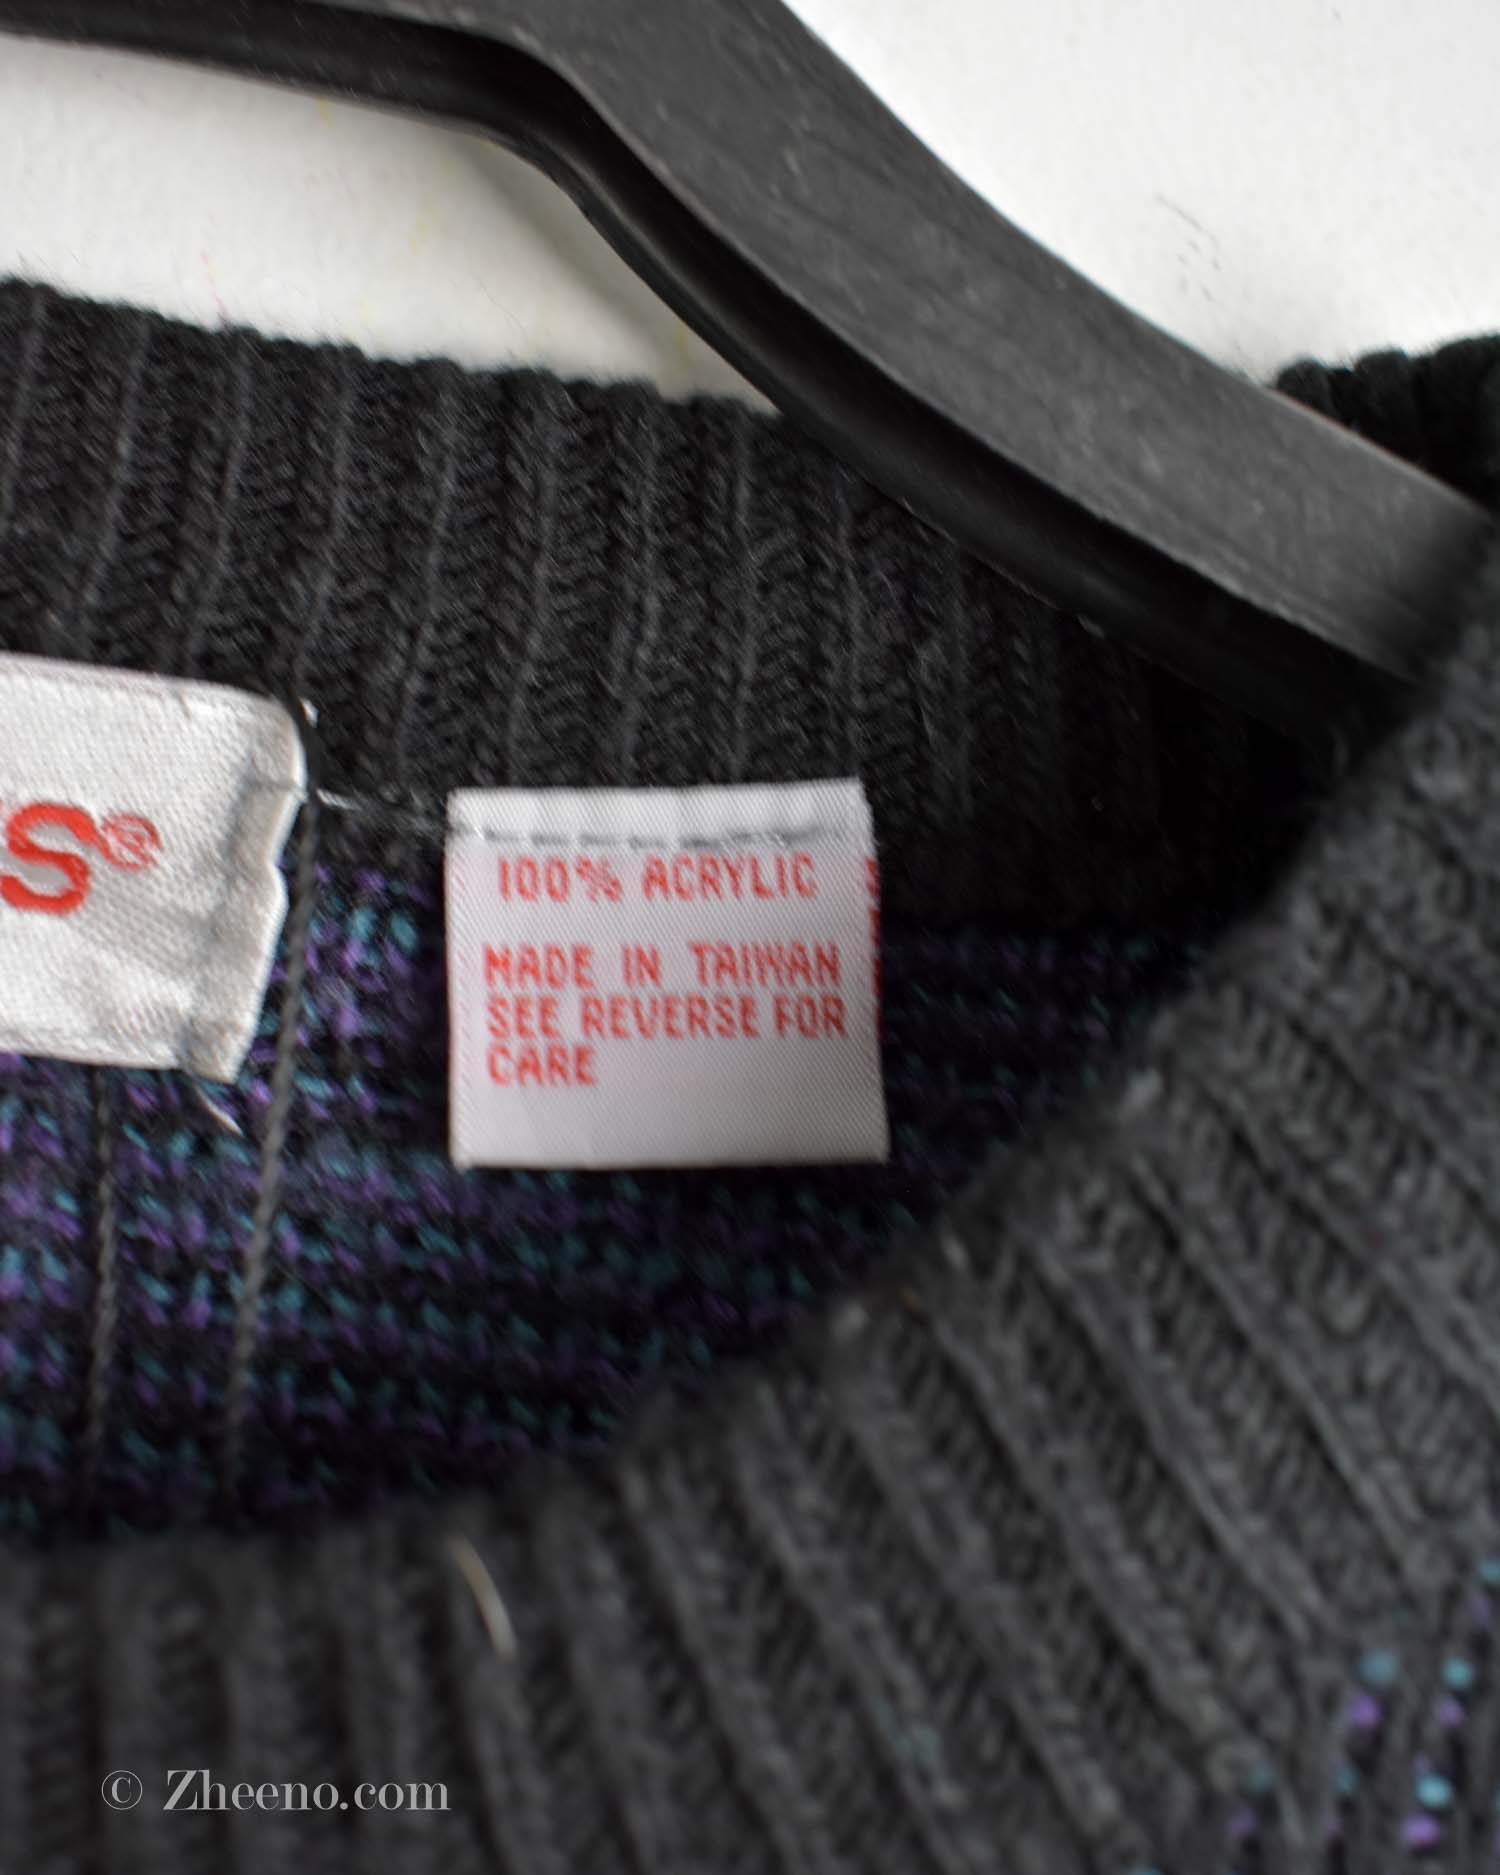 S®
100% ACRYLIC
MADE IN TAIWAN
SEE REVERSE FOR
CARE
© Zheeno.com